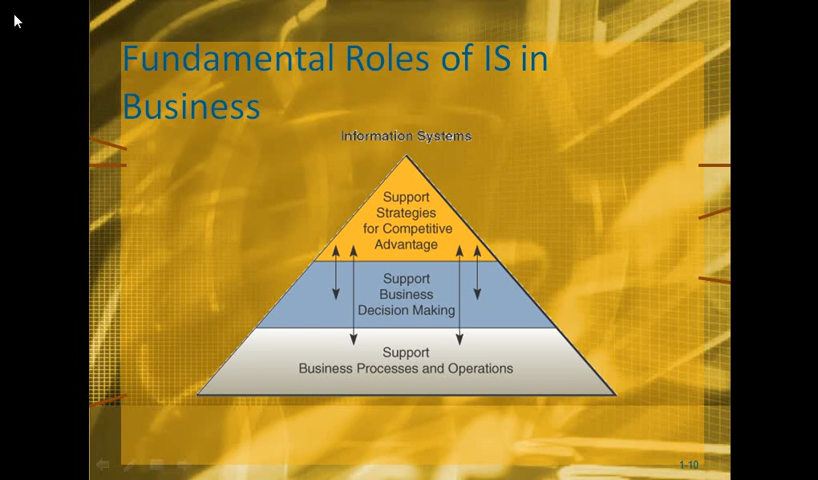 Fundamental Roles of IS in
Business
Information Systems
Support
Strategies
for Competitive
Advantage
Support
Business
Decision Making
Support
Business Processes and Operations
1-10